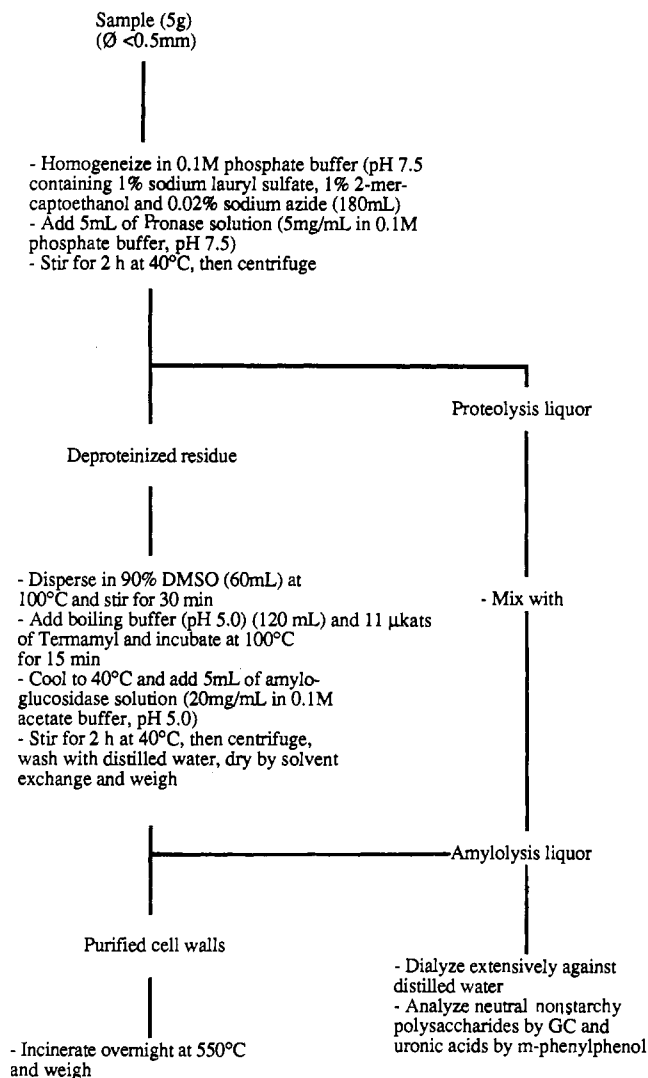 Sample (5g)
(Ø <0.5mm)
- Homogeneize in 0.1M phosphate buffer (pH 7.5
containing 1% sodium lauryl sulfate, 1% 2-mer-
captoethanol and 0.02% sodium azide (180mL)
- Add 5mL of Pronase solution (5mg/mL in 0.1M
phosphate buffer, pH 7.5)
- Stir for 2 h at 40°C, then centrifuge
Proteolysis liquor
Deproteinized residue
- Disperse in 90% DMSO (60mL) at
100°C and stir for 30 min
- Add boiling buffer (pH 5.0) (120 mL) and 11 µkats
of Termamyl and incubate at 100°C
for 15 min
- Cool to 40°C and add 5mL of amylo-
glucosidase solution (20mg/mL in 0.1M
acetate buffer, pH 5.0)
- Stir for 2 h at 40°C, then centrifuge,
wash with distilled water, dry by solvent
exchange and weigh
- Mix with
Amylolysis liquor
Purified cell walls
- Dialyze extensively against
distilled water
- Analyze neutral nonstarchy
polysaccharides by GC and
uronic acids by m-phenylphenol
- Incinerate overnight at 550°C
and weigh